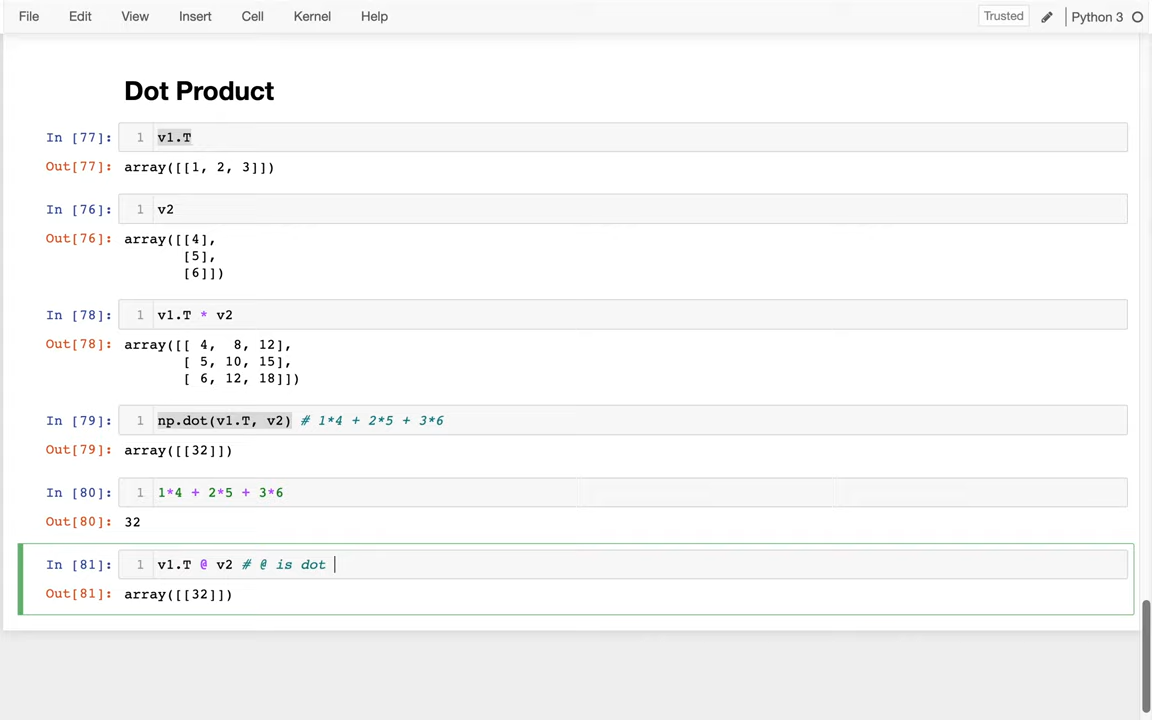 File Edit View Insert Cell Kernel Help Trusted Python 3
Dot Product
In [77]: 1 v1.T
Out[77]: array([[1, 2, 3]])
In [76]: 1 v2
Out[76]: array([[4],
[5],
[6]])
In [78]: 1 v1.T * v2
Out[78]: array([[ 4, 8, 12],
[ 5, 10, 15],
[ 6, 12, 18]])
In [79]: 1 np.dot(v1.T, v2) # 1*4 + 2*5 + 3*6
Out[79]: array([[32]])
In [80]: 1 1*4 + 2*5 + 3*6
Out[80]: 32
In [81]: 1 v1.T @ v2 # @ is dot
Out[81]: array([[32]])